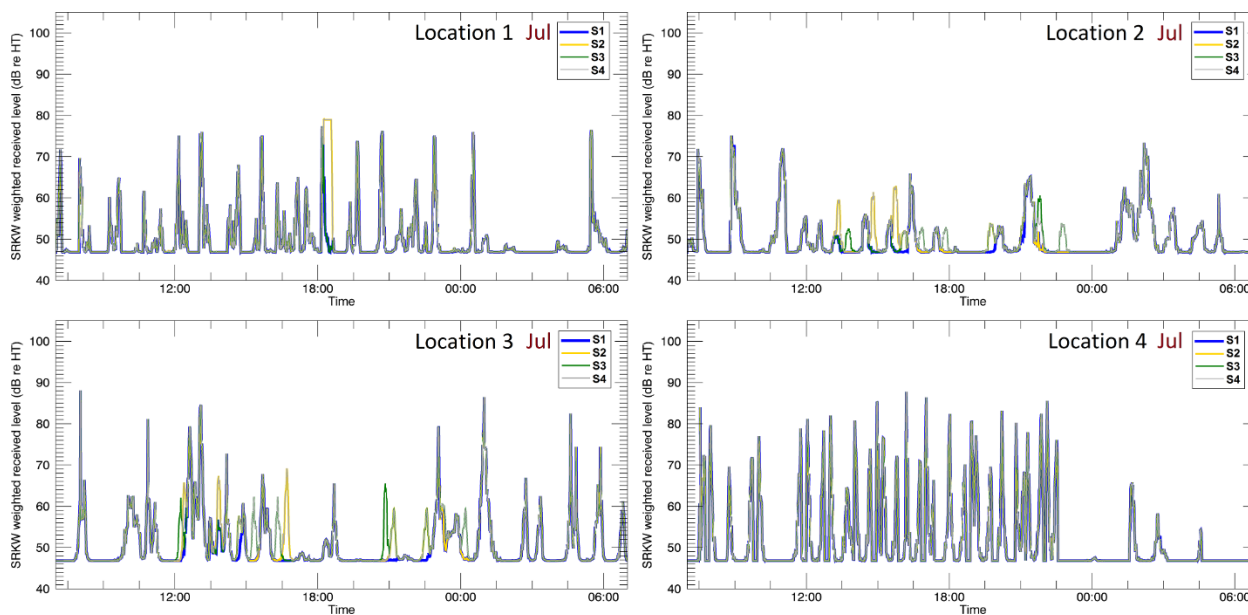 Location 1 Jul
S1
S2
S3
S4
SRKW weighted received level (dB re HT)
100
90
80
70
60
50
40
12:00
18:00
00:00
06:00
Time
Location 2 Jul
S1
S2
S3
S4
SRKW weighted received level (dB re HT)
100
90
80
70
60
50
40
12:00
18:00
00:00
06:00
Time
Location 3 Jul
S1
S2
S3
S4
SRKW weighted received level (dB re HT)
100
90
80
70
60
50
40
12:00
18:00
00:00
06:00
Time
Location 4 Jul
S1
S2
S3
S4
SRKW weighted received level (dB re HT)
100
90
80
70
60
50
40
12:00
18:00
00:00
06:00
Time